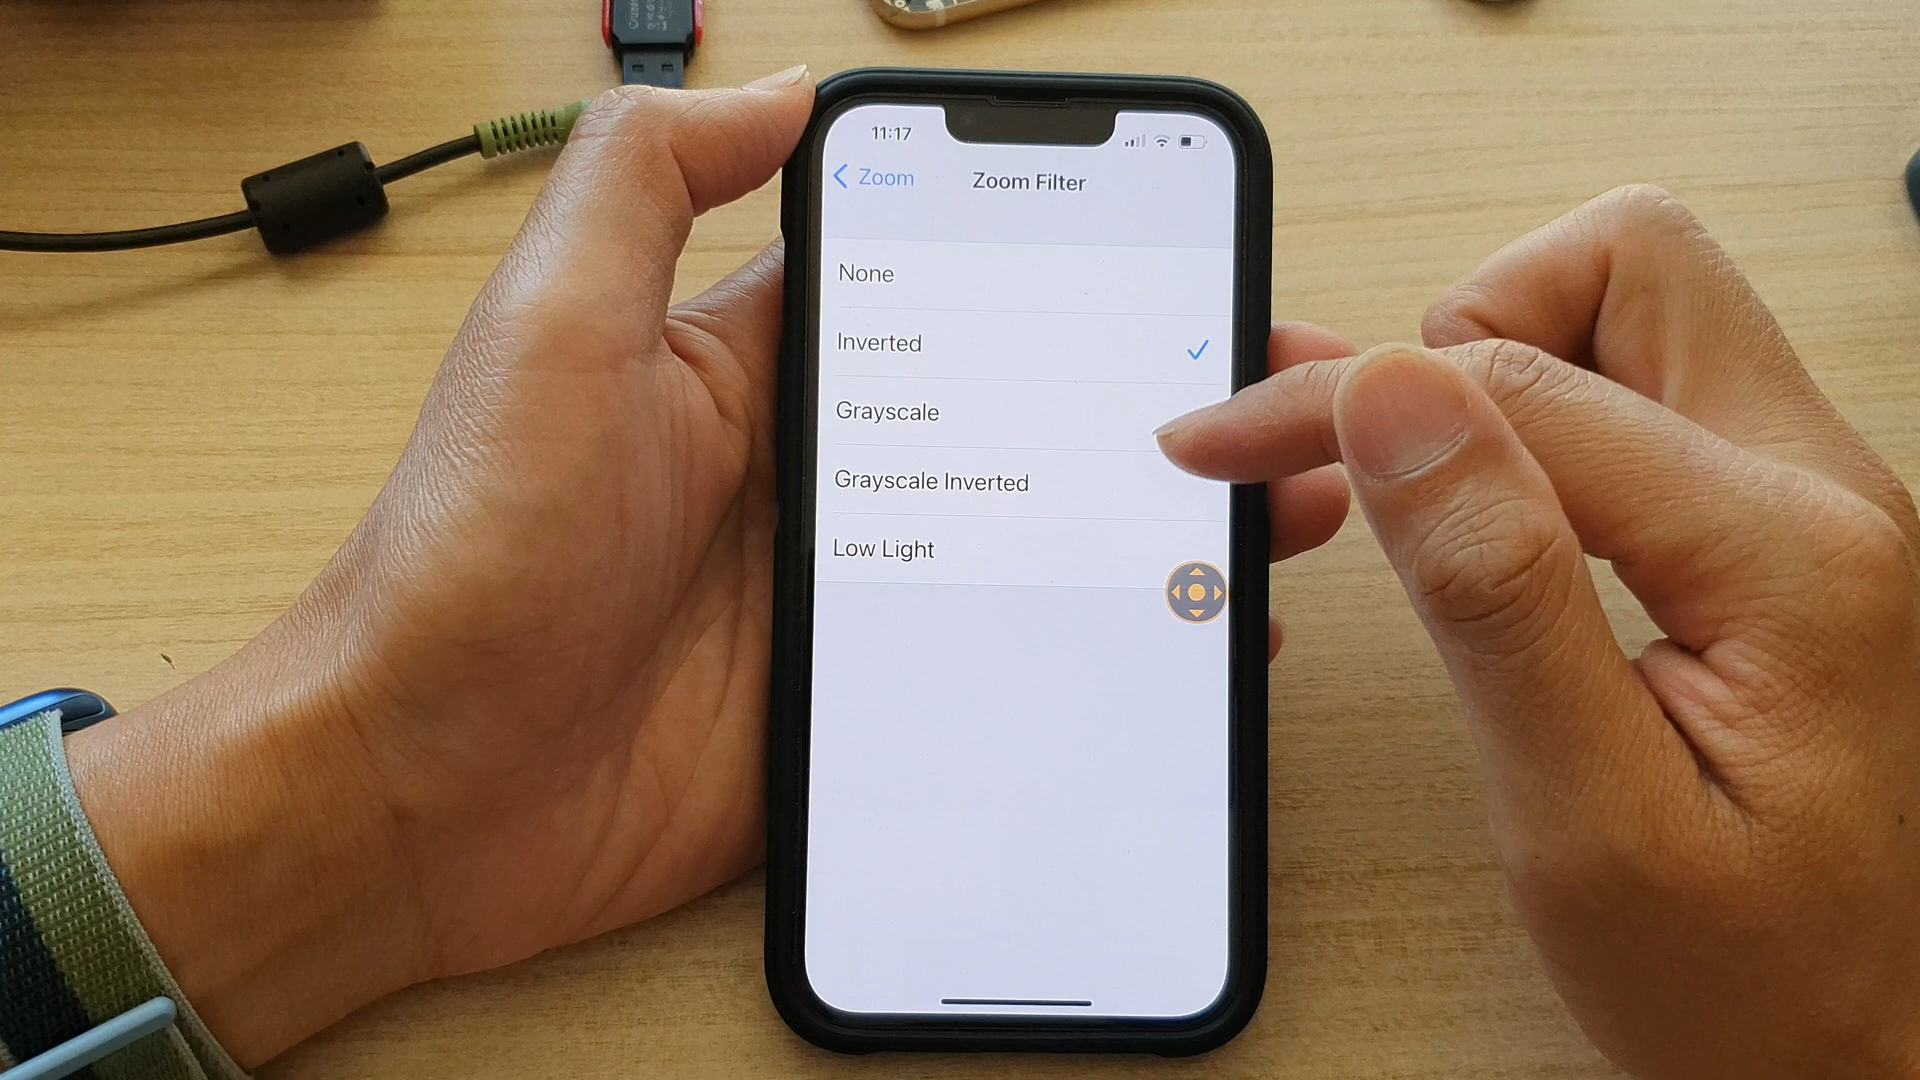 11:17
Zoom
Zoom Filter
None
Inverted
Grayscale
Grayscale Inverted
Low Light